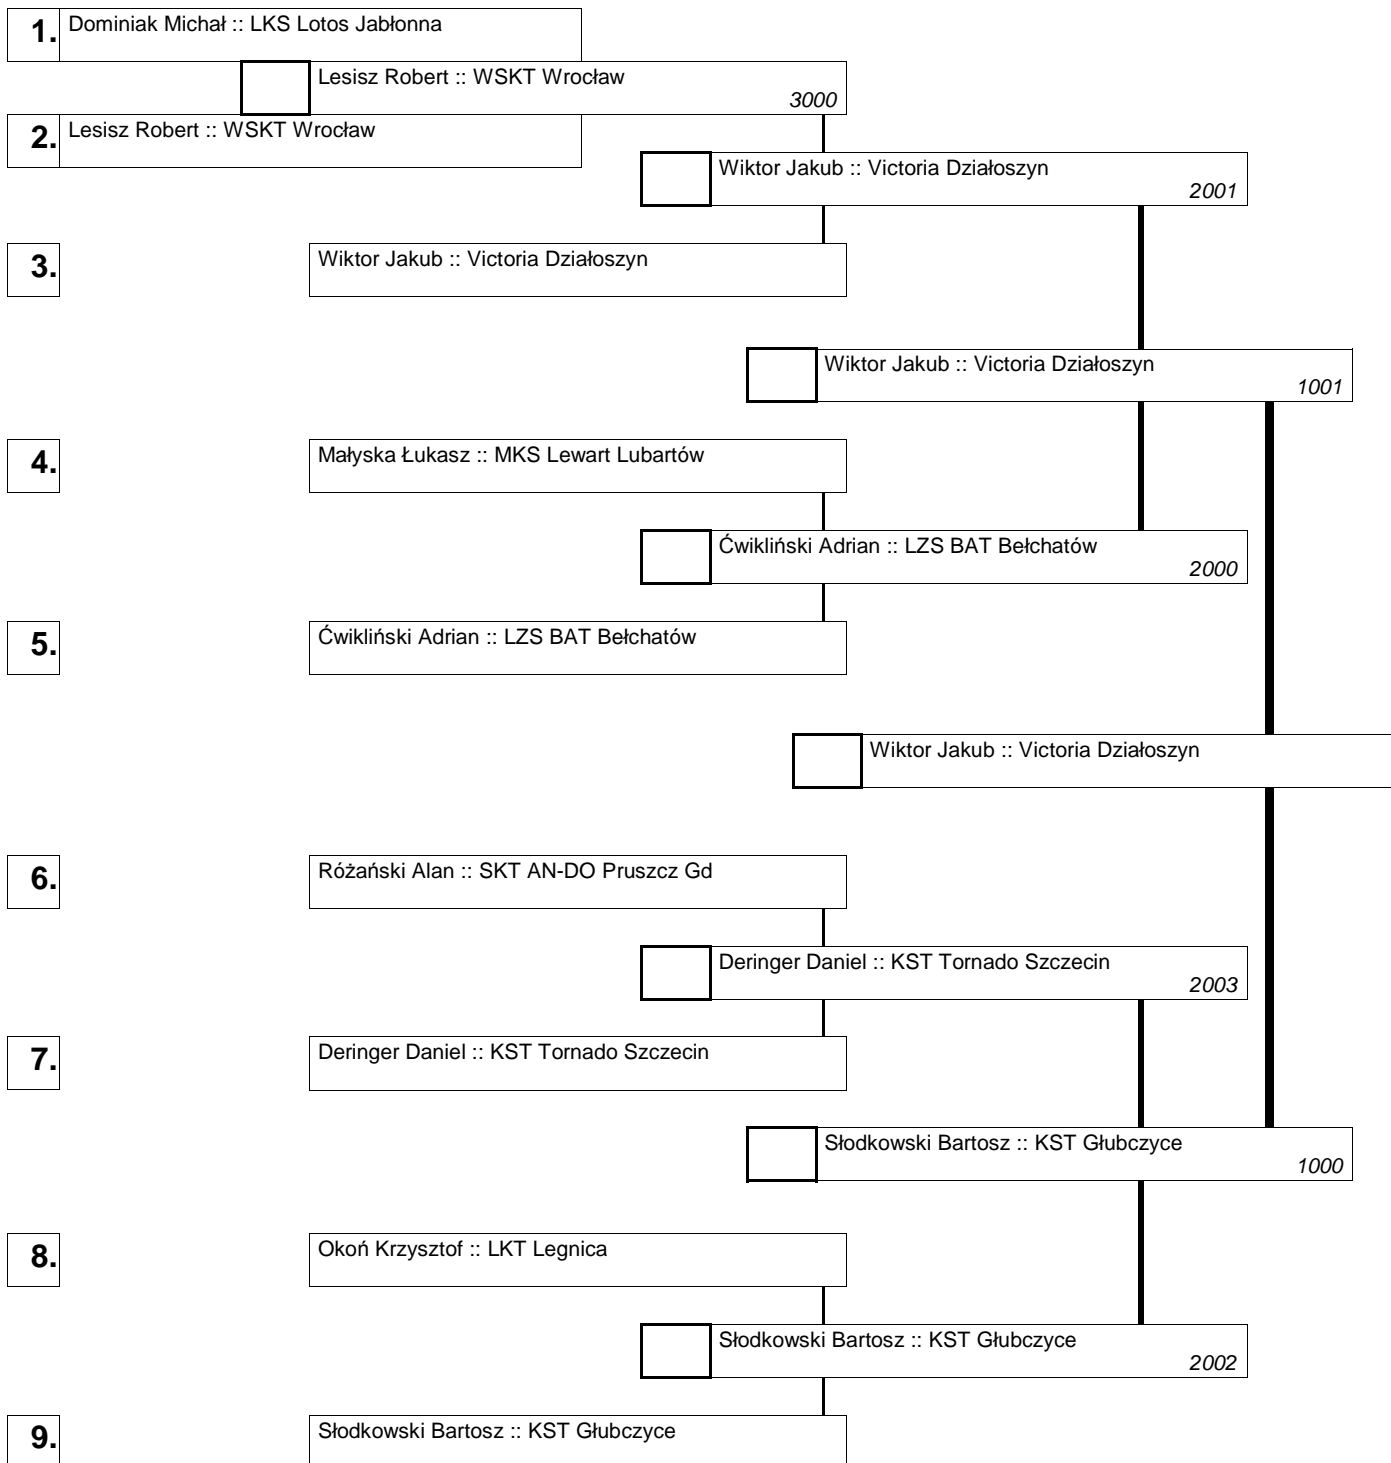 1. Dominiak Michał :: LKS Lotos Jabłonna
Lesisz Robert :: WSKT Wrocław
3000
2. Lesisz Robert :: WSKT Wrocław
Wiktor Jakub :: Victoria Działoszyn
2001
3. Wiktor Jakub :: Victoria Działoszyn
Wiktor Jakub :: Victoria Działoszyn
1001
4. Małyska Łukasz :: MKS Lewart Lubartów
Ćwikliński Adrian :: LZS BAT Bełchatów
2000
5. Ćwikliński Adrian :: LZS BAT Bełchatów
Wiktor Jakub :: Victoria Działoszyn
6. Różański Alan :: SKT AN-DO Pruszcz Gd
Deringer Daniel :: KST Tornado Szczecin
2003
7. Deringer Daniel :: KST Tornado Szczecin
Słodkowski Bartosz :: KST Głubczyce
1000
8. Okoń Krzysztof :: LKT Legnica
Słodkowski Bartosz :: KST Głubczyce
2002
9. Słodkowski Bartosz :: KST Głubczyce